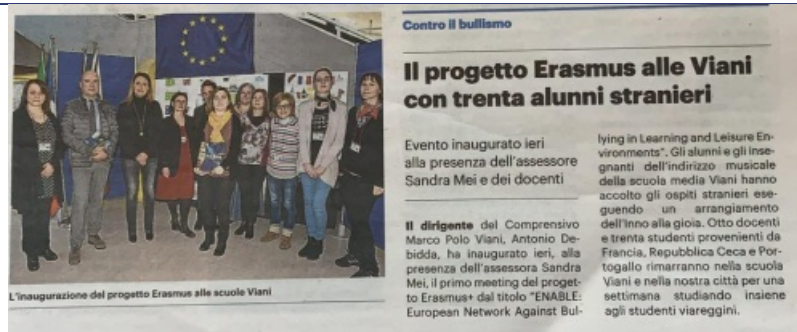 L'inaugurazione del progetto Erasmus alle scuole Viani
Contro il bullismo
Il progetto Erasmus alle Viani
con trenta alunni stranieri
Evento inaugurato ieri
alla presenza dell'assessore
Sandra Mei e dei docenti
Il dirigente del Comprensivo
Marco Polo Viani, Antonio De-
bidda, ha inaugurato ieri, alla
presenza dell'assessora Sandra
Mei, il primo meeting del proget-
to Erasmus+ dal titolo "ENABLE:
European Network Against Bul-
lying in Learning and Leisure En-
vironments". Gli alunni e gli inse-
gnanti dell'indirizzo musicale
della scuola media Viani hanno
accolto gli ospiti stranieri ese-
guendo un arrangiamento
dell'Inno alla gioia. Otto docenti
e trenta studenti provenienti da
Francia, Repubblica Ceca e Por-
togallo rimarranno nella scuola
Viani e nella nostra città per una
settimana studiando insieme
agli studenti viareggini.